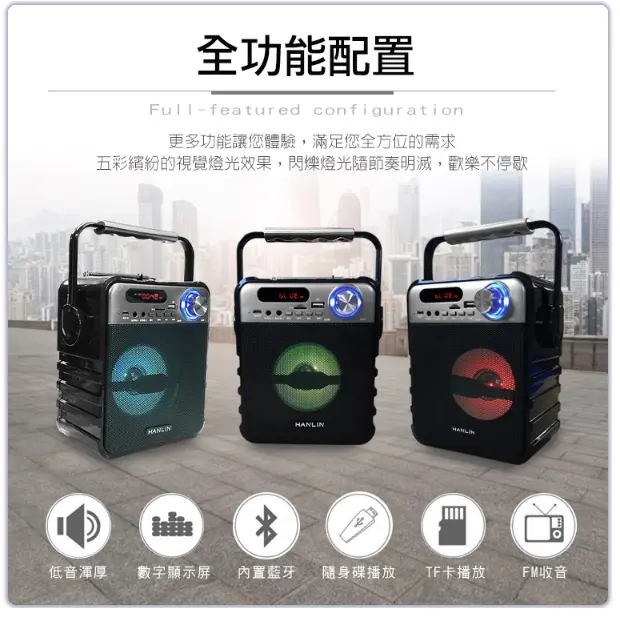 全功能配置
Full-featured configuration
更多功能讓您體驗，滿足您全方位的需求
五彩繽紛的視覺燈光效果，閃爍燈光隨節奏明滅，歡樂不停歇
HANLIN
HANLIN
HANLIN
低音渾厚
數字顯示屏
內置藍牙
隨身碟播放
TF卡播放
FM收音